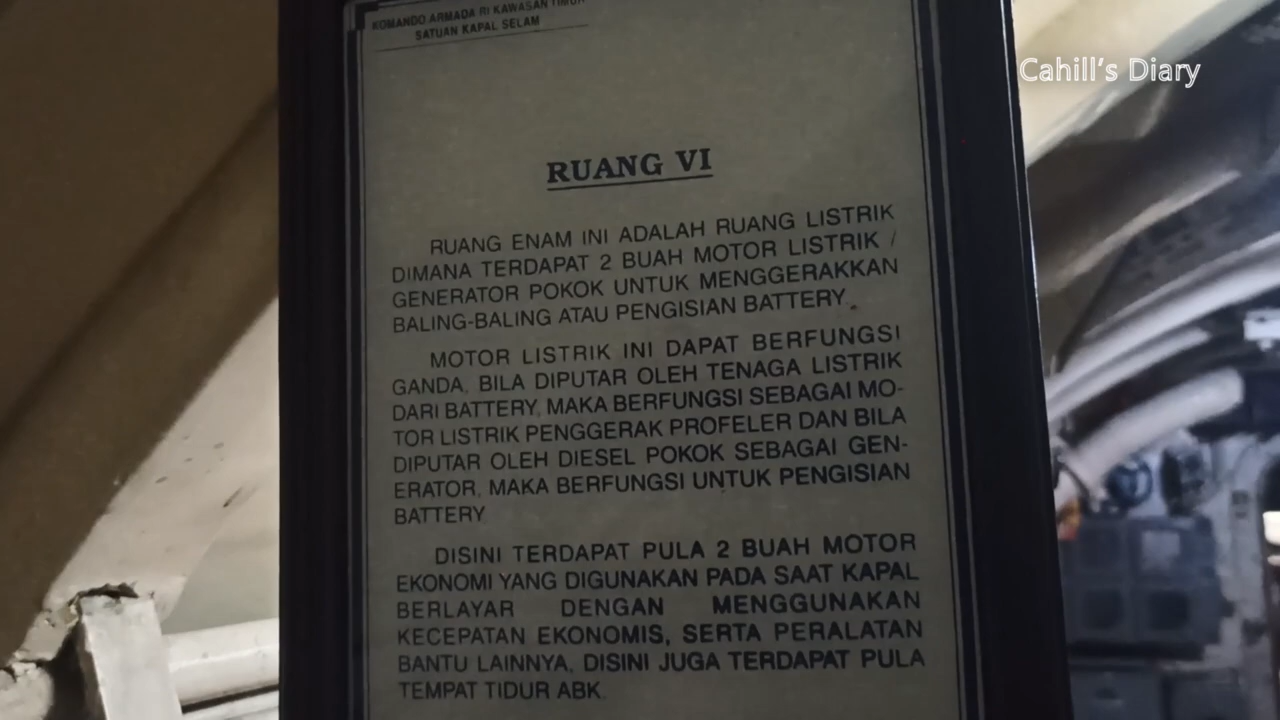 KOMANDO ARMADA RI KAWASAN TIMUR
SATUAN KAPAL SELAM
Cahill's Diary
RUANG VI
RUANG ENAM INI ADALAH RUANG LISTRIK
DIMANA TERDAPAT 2 BUAH MOTOR LISTRIK /
GENERATOR POKOK UNTUK MENGGERAKKAN
BALING-BALING ATAU PENGISIAN BATTERY.
MOTOR LISTRIK INI DAPAT BERFUNGSI
GANDA, BILA DIPUTAR OLEH TENAGA LISTRIK
DARI BATTERY, MAKA BERFUNGSI SEBAGAI MO-
TOR LISTRIK PENGGERAK PROFELER DAN BILA
DIPUTAR OLEH DIESEL POKOK SEBAGAI GEN-
ERATOR, MAKA BERFUNGSI UNTUK PENGISIAN
BATTERY
DISINI TERDAPAT PULA 2 BUAH MOTOR
EKONOMI YANG DIGUNAKAN PADA SAAT KAPAL
BERLAYAR DENGAN MENGGUNAKAN
KECEPATAN EKONOMIS, SERTA PERALATAN
BANTU LAINNYA, DISINI JUGA TERDAPAT PULA
TEMPAT TIDUR ABK.